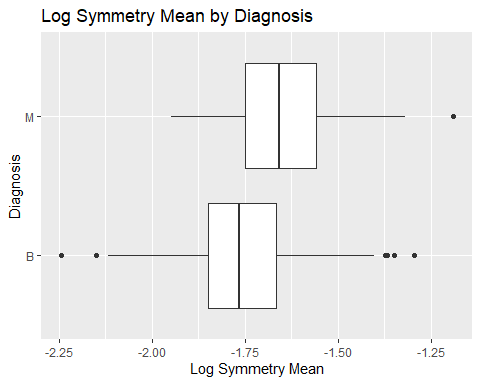 Log Symmetry Mean by Diagnosis
Diagnosis
M
B
-2.25 -2.00 -1.75 -1.50 -1.25
Log Symmetry Mean